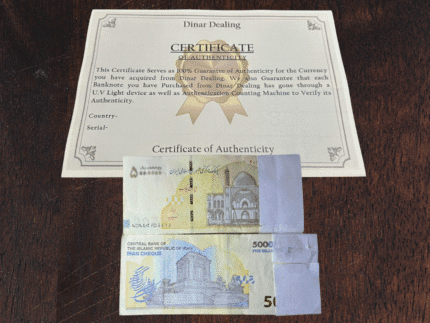 Dinar Dealing
CERTIFICATE
OF AUTHENTICITY
This Certificate Serves as 100% Guarantee of Authenticity for the Currency
you have acquired from Dinar Dealing. We also Guarantee that each
Banknote you have Purchased from Dinar Dealing has gone through a
U.V Light device as well as Authentication Counting Machine to Verify its
Authenticity.
Country-
Serial-
Certificate of Authenticity
CENTRAL BANK OF
THE ISLAMIC REPUBLIC OF IRAN
IRAN CHEQUE
5000
50